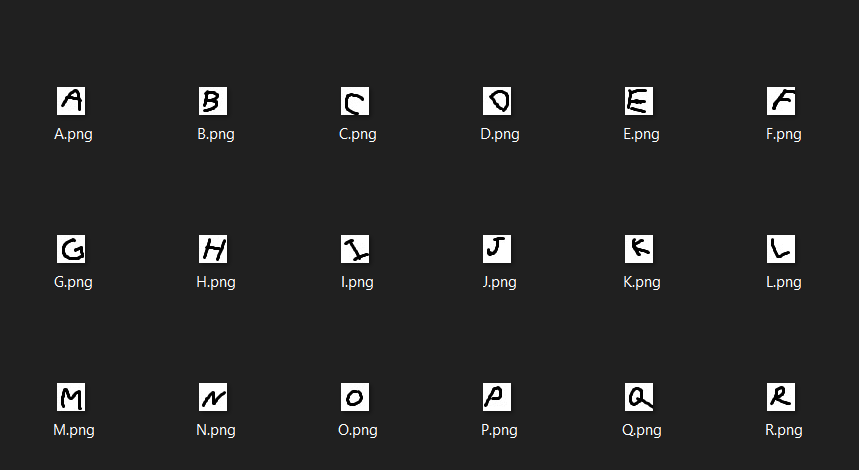 A B C D E F
A.png B.png C.png D.png E.png F.png
G H I J K L
G.png H.png I.png J.png K.png L.png
M N O P Q R
M.png N.png O.png P.png Q.png R.png